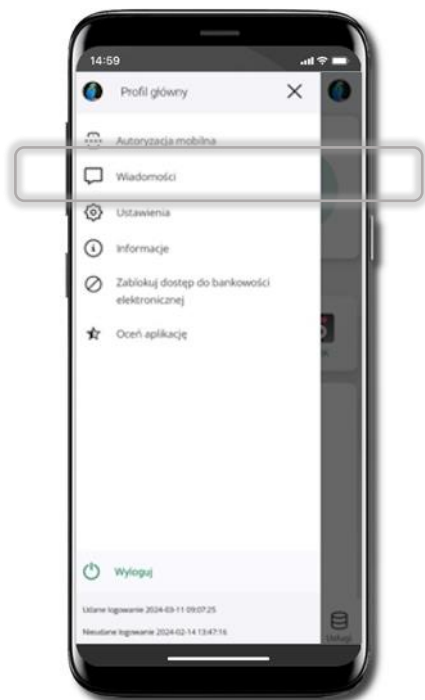 14:59
Profil główny
Autoryzacja mobilna
Wiadomości
Ustawienia
Informacje
Zablokuj dostęp do bankowości
elektronicznej
Oceń aplikację
Wyloguj
Udane logowanie 2024-03-11 09:07:25
Nieudane logowanie 2024-02-14 13:47:16
Usługi